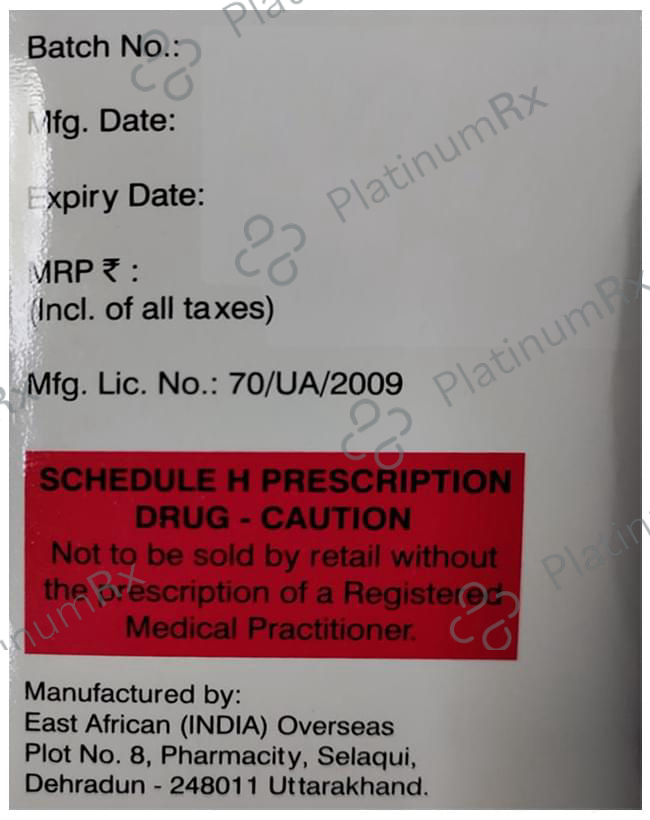 Batch No.:
Mfg. Date:
Expiry Date:
MRP ₹ :
(Incl. of all taxes)
Mfg. Lic. No.: 70/UA/2009
SCHEDULE H PRESCRIPTION
DRUG - CAUTION
Not to be sold by retail without
the prescription of a Registered
Medical Practitioner.
Manufactured by:
East African (INDIA) Overseas
Plot No. 8, Pharmacity, Selaqui,
Dehradun - 248011 Uttarakhand.
PlatinumRx
PlatinumRx